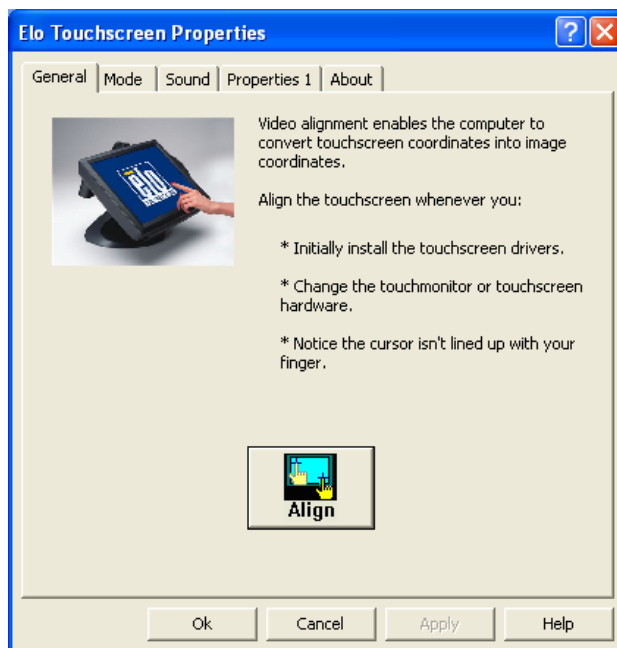 Elo Touchscreen Properties
General Mode Sound Properties 1 About
Video alignment enables the computer to
convert touchscreen coordinates into image
coordinates.
Align the touchscreen whenever you:
* Initially install the touchscreen drivers.
* Change the touchmonitor or touchscreen
hardware.
* Notice the cursor isn't lined up with your
finger.
elo
Align
Ok Cancel Apply Help